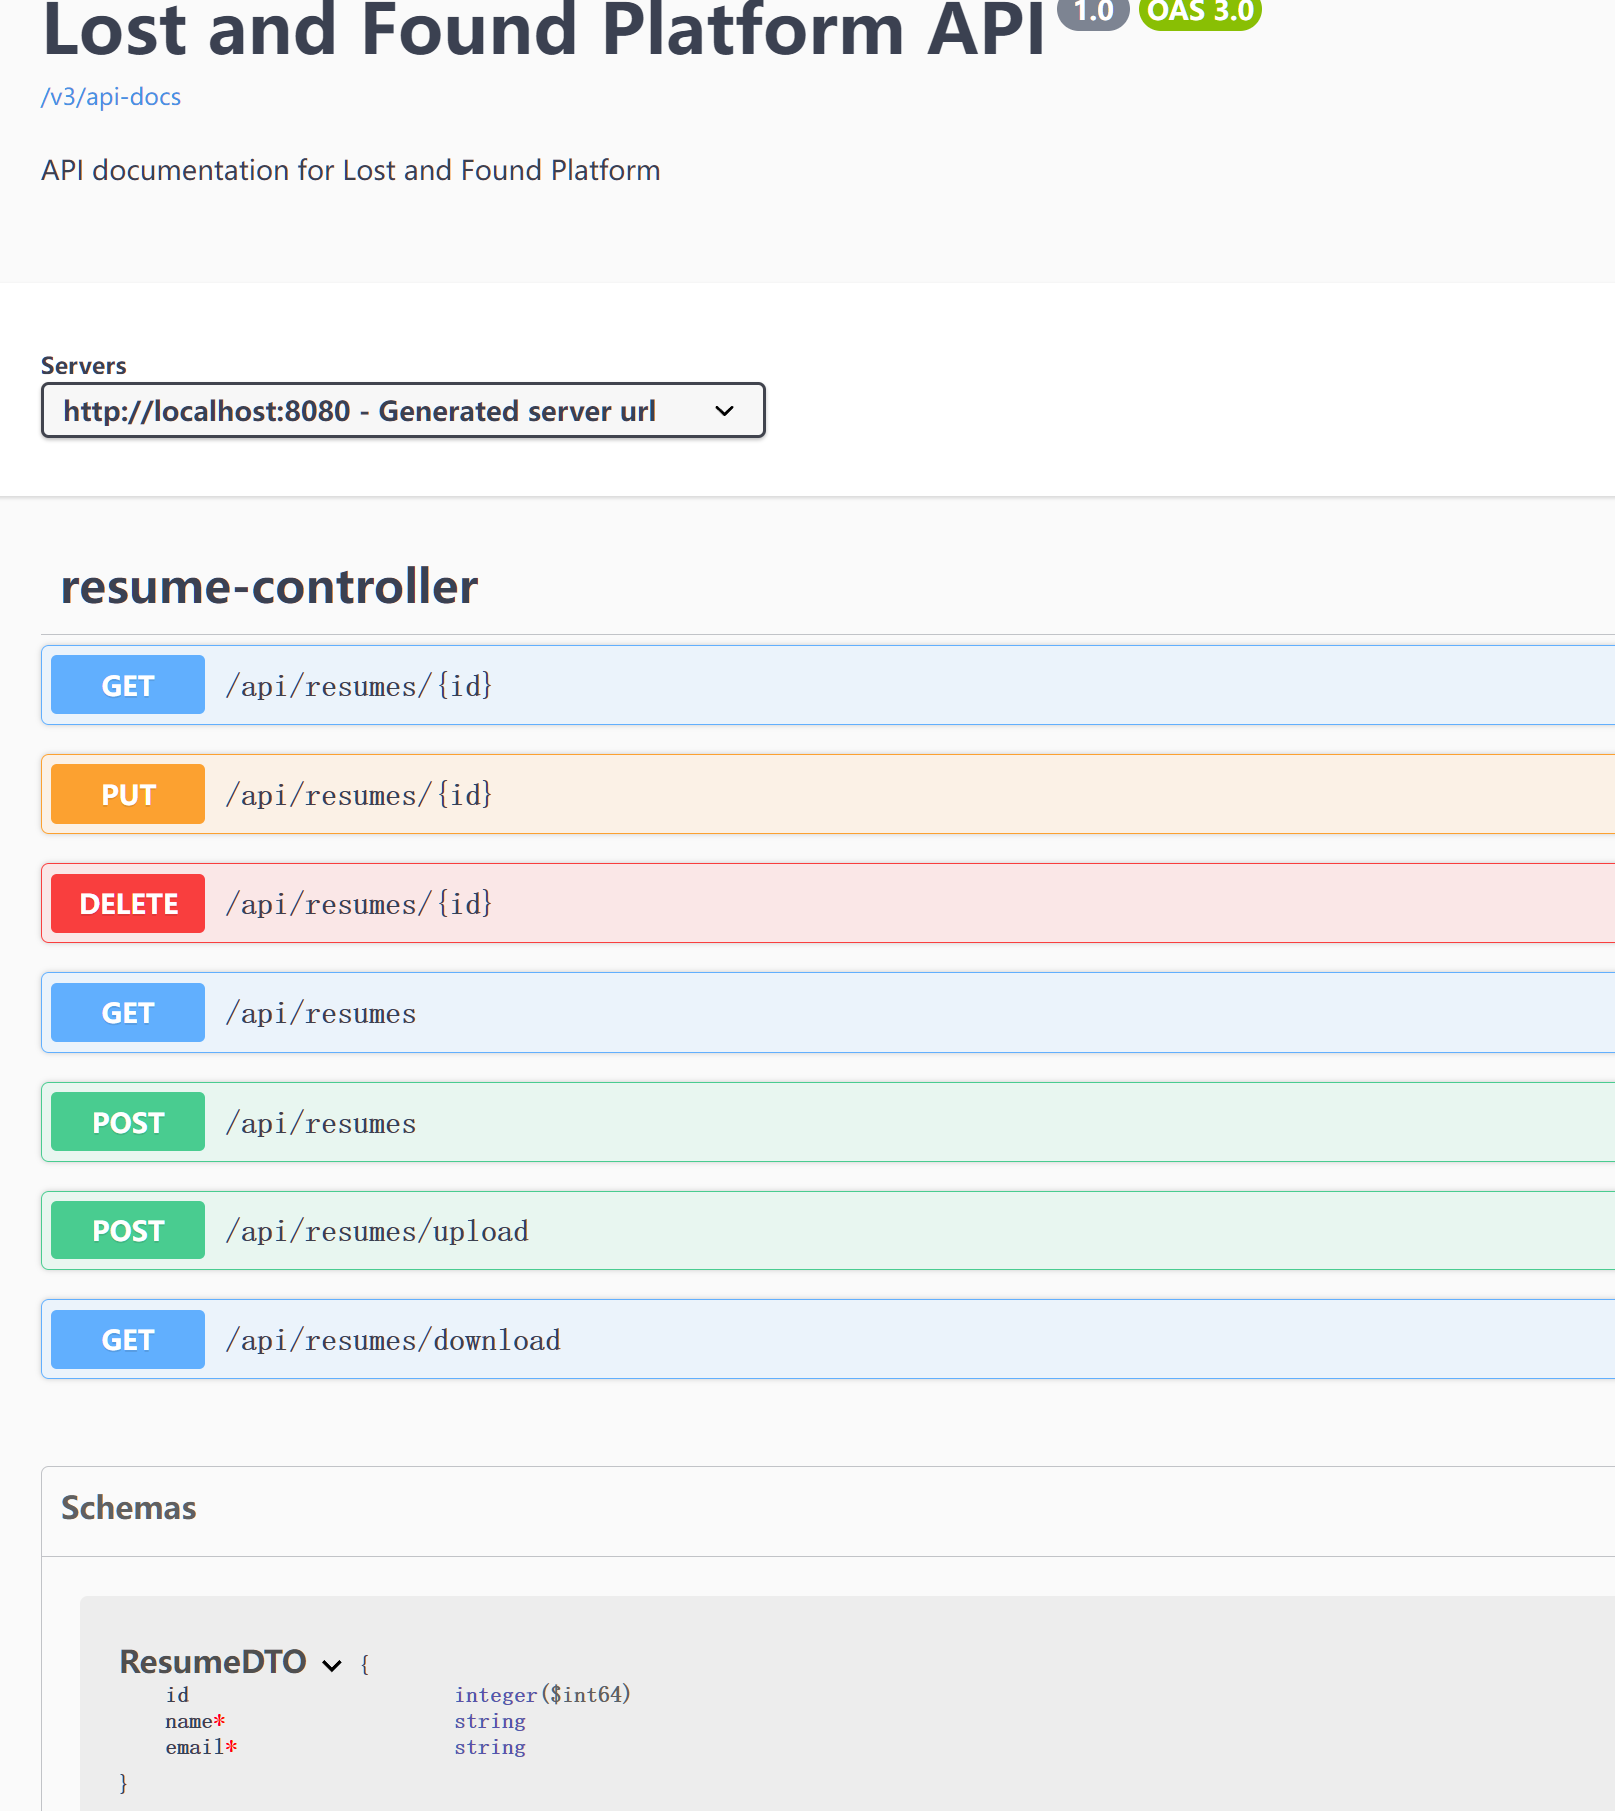 Lost and Found Platform API 1.0 OAS 3.0
/v3/api-docs
API documentation for Lost and Found Platform
Servers
http://localhost:8080 - Generated server url
resume-controller
GET /api/resumes/{id}
PUT /api/resumes/{id}
DELETE /api/resumes/{id}
GET /api/resumes
POST /api/resumes
POST /api/resumes/upload
GET /api/resumes/download
Schemas
ResumeDTO {
id integer($int64)
name* string
email* string
}